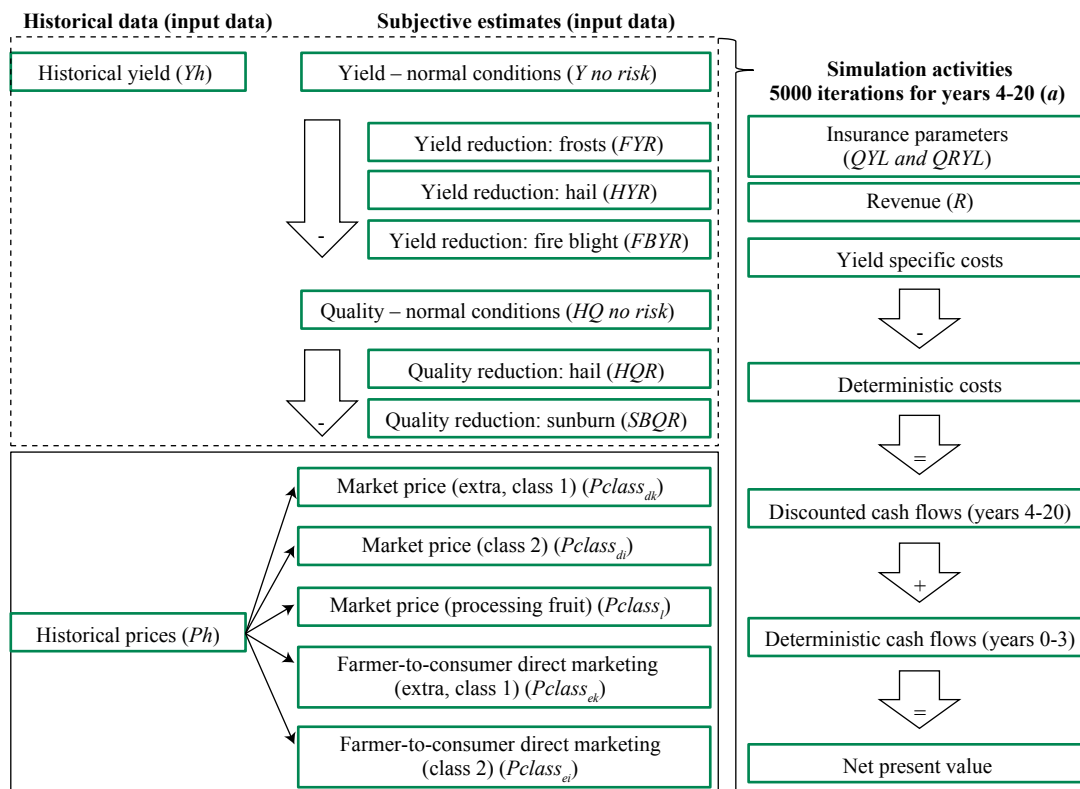 Historical data (input data)
Subjective estimates (input data)
Historical yield (Yh)
Yield – normal conditions (Y no risk)
Yield reduction: frosts (FYR)
Yield reduction: hail (HYR)
Yield reduction: fire blight (FBYR)
-
Quality – normal conditions (HQ no risk)
Quality reduction: hail (HQR)
Quality reduction: sunburn (SBQR)
-
Historical prices (Ph)
Market price (extra, class 1) (Pclass_dk)
Market price (class 2) (Pclass_di)
Market price (processing fruit) (Pclass_l)
Farmer-to-consumer direct marketing
(extra, class 1) (Pclass_ek)
Farmer-to-consumer direct marketing
(class 2) (Pclass_ei)
Simulation activities
5000 iterations for years 4-20 (a)
Insurance parameters
(QYL and QRYL)
Revenue (R)
Yield specific costs
-
Deterministic costs
=
Discounted cash flows (years 4-20)
+
Deterministic cash flows (years 0-3)
=
Net present value